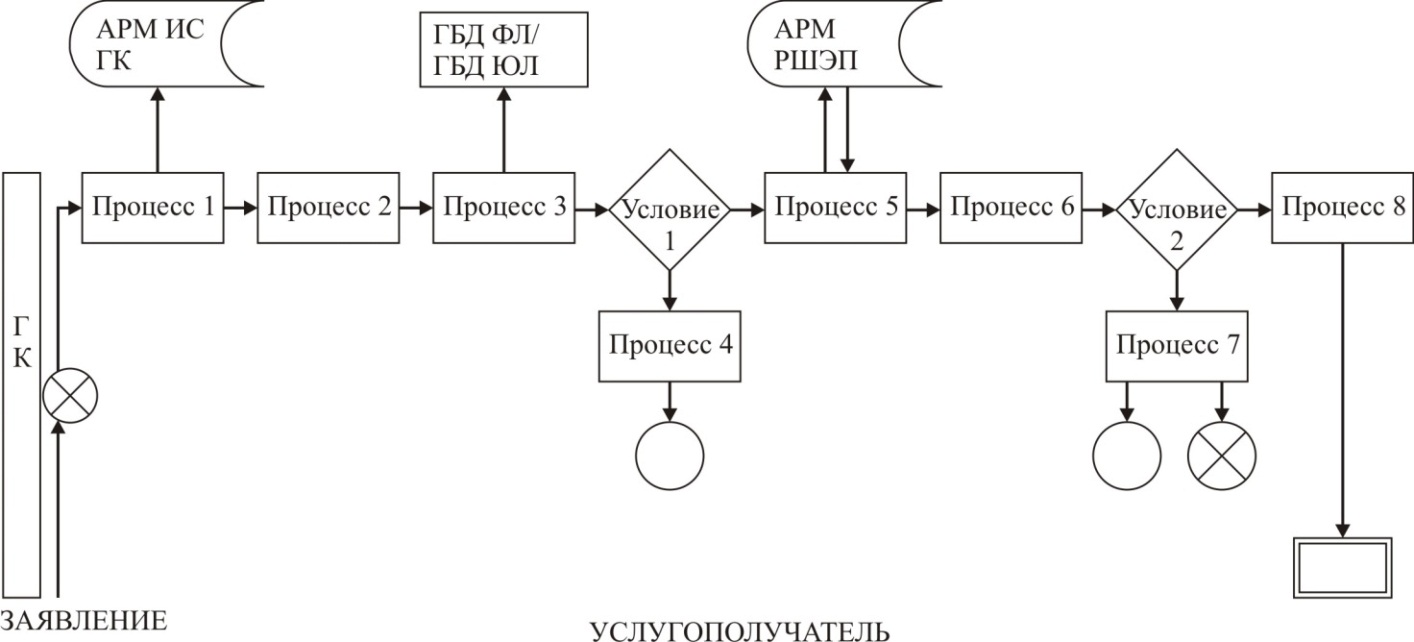 АРМ ИС
ГК
ГБД ФЛ/
ГБД ЮЛ
АРМ
РШЭП
Процесс 1
Процесс 2
Процесс 3
Условие
1
Процесс 5
Процесс 6
Условие
2
Процесс 8
Г
К
Процесс 4
Процесс 7
ЗАЯВЛЕНИЕ
УСЛУГОПОЛУЧАТЕЛЬ